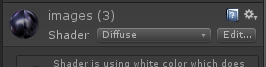 images (3)
Shader Diffuse Edit...
Shader is using white color which does